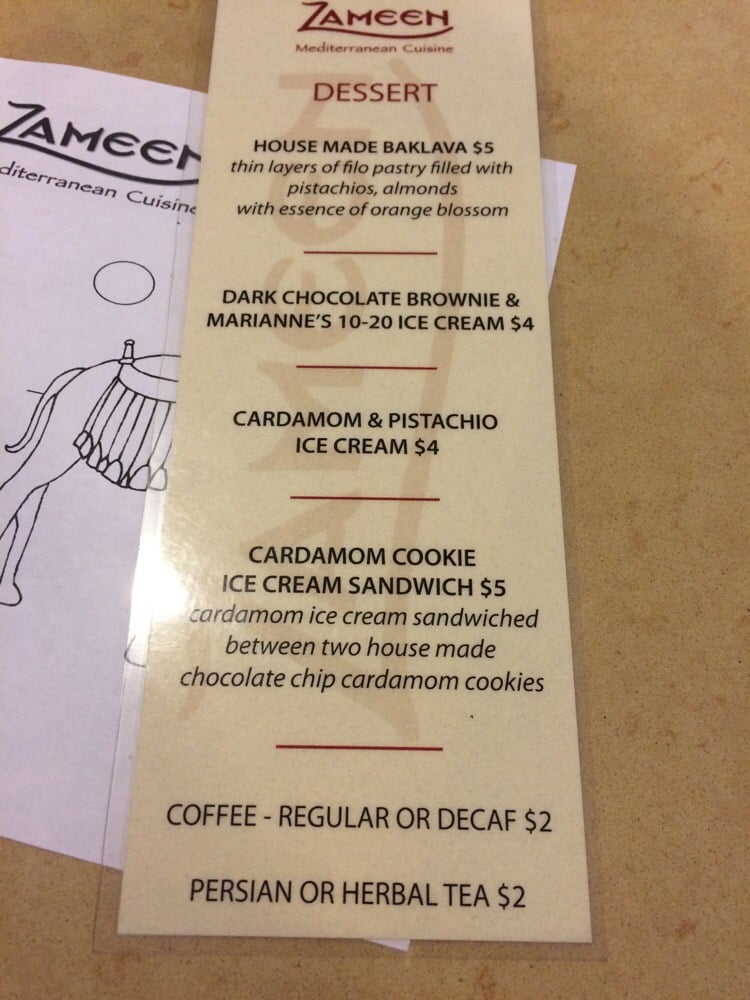 ZAMEEN
Mediterranean Cuisine
DESSERT
HOUSE MADE BAKLAVA $5
thin layers of filo pastry filled with
pistachios, almonds
with essence of orange blossom
DARK CHOCOLATE BROWNIE &
MARIANNE'S 10-20 ICE CREAM $4
CARDAMOM & PISTACHIO
ICE CREAM $4
CARDAMOM COOKIE
ICE CREAM SANDWICH $5
cardamom ice cream sandwiched
between two house made
chocolate chip cardamom cookies
COFFEE - REGULAR OR DECAF $2
PERSIAN OR HERBAL TEA $2
ZAMEEN
diterranean Cuisine